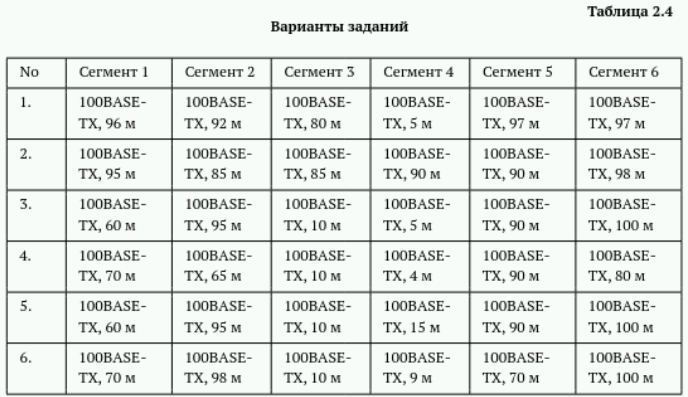 Таблица 2.4
Варианты заданий
No Сегмент 1 Сегмент 2 Сегмент 3 Сегмент 4 Сегмент 5 Сегмент 6
1. 100BASE- 100BASE- 100BASE- 100BASE- 100BASE- 100BASE-
TX, 96 м TX, 92 м TX, 80 м TX, 5 м TX, 97 м TX, 97 м
2. 100BASE- 100BASE- 100BASE- 100BASE- 100BASE- 100BASE-
TX, 95 м TX, 85 м TX, 85 м TX, 90 м TX, 90 м TX, 98 м
3. 100BASE- 100BASE- 100BASE- 100BASE- 100BASE- 100BASE-
TX, 60 м TX, 95 м TX, 10 м TX, 5 м TX, 90 м TX, 100 м
4. 100BASE- 100BASE- 100BASE- 100BASE- 100BASE- 100BASE-
TX, 70 м TX, 65 м TX, 10 м TX, 4 м TX, 90 м TX, 80 м
5. 100BASE- 100BASE- 100BASE- 100BASE- 100BASE- 100BASE-
TX, 60 м TX, 95 м TX, 10 м TX, 15 м TX, 90 м TX, 100 м
6. 100BASE- 100BASE- 100BASE- 100BASE- 100BASE- 100BASE-
TX, 70 м TX, 98 м TX, 10 м TX, 9 м TX, 70 м TX, 100 м